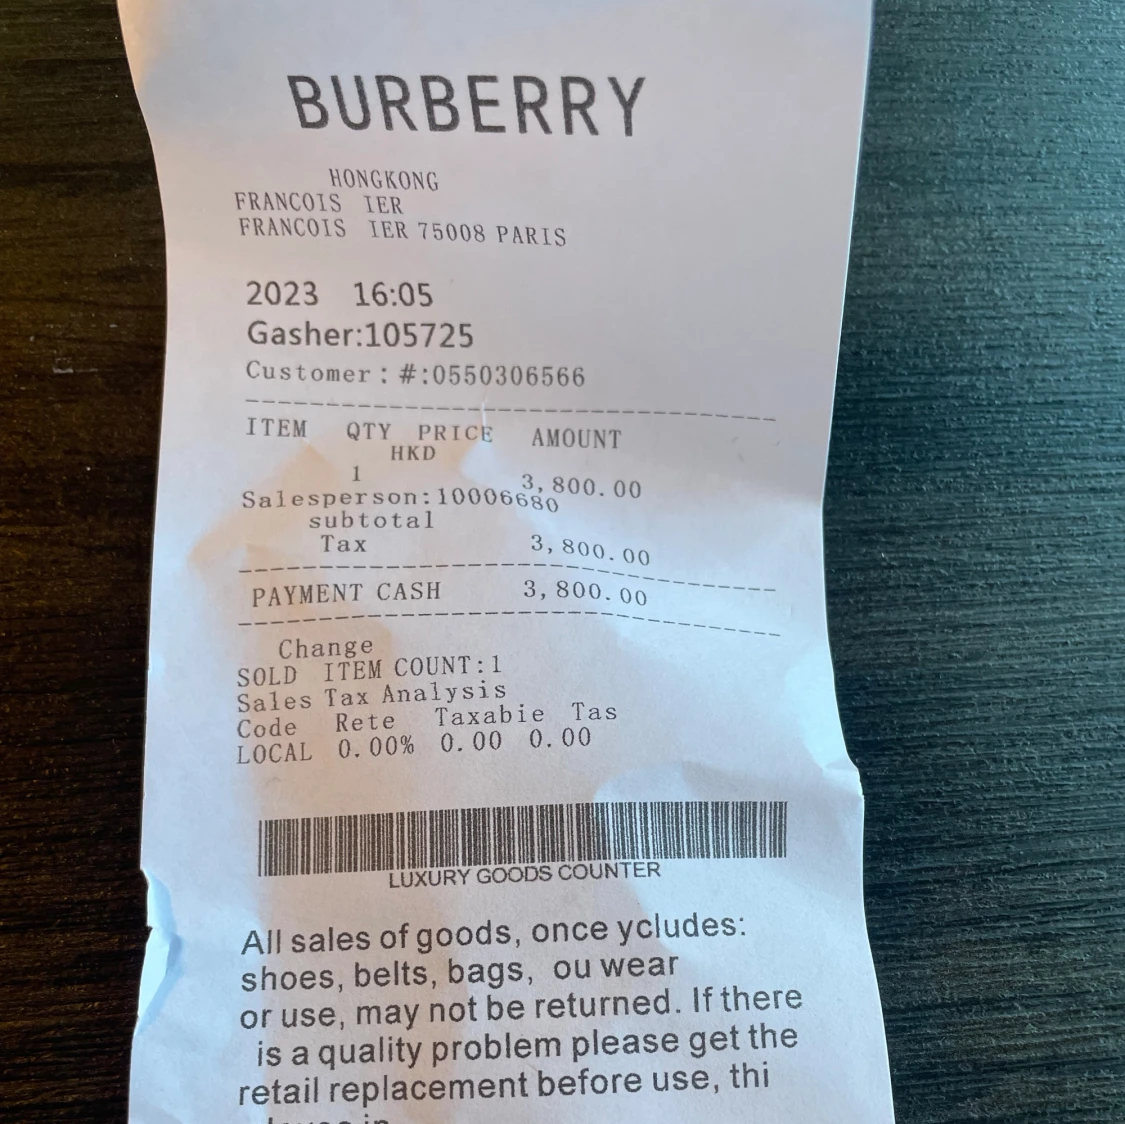 BURBERRY
HONGKONG
FRANCOIS IER
FRANCOIS IER 75008 PARIS
2023 16:05
Gasher:105725
Customer : #:0550306566
ITEM QTY PRICE AMOUNT
HKD
1 3,800.00
Salesperson:10006680
subtotal
Tax 3,800.00
PAYMENT CASH 3,800.00
Change
SOLD ITEM COUNT:1
Sales Tax Analysis
Code Rete Taxabie Tas
LOCAL 0.00% 0.00 0.00
LUXURY GOODS COUNTER
All sales of goods, once ycludes:
shoes, belts, bags, ou wear
or use, may not be returned. If there
is a quality problem please get the
retail replacement before use, thi